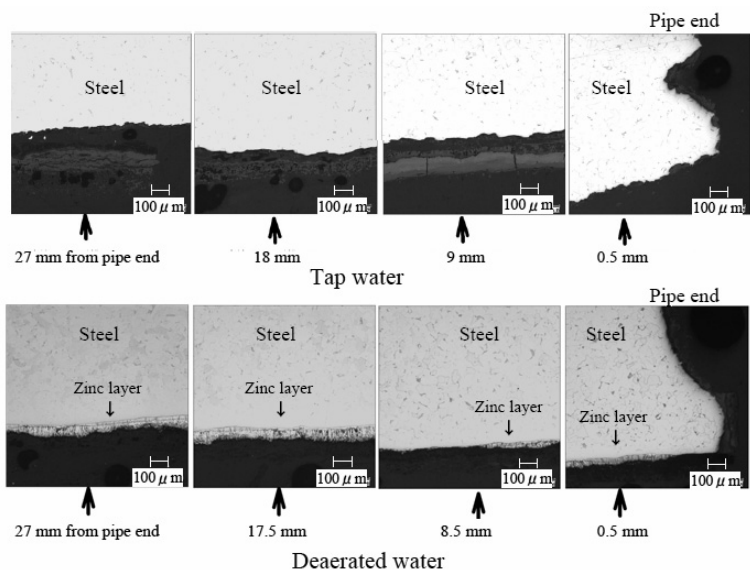 Pipe end
Steel
Steel
Steel
Steel
100 μm
100 μm
100 μm
100 μm
27 mm from pipe end
18 mm
9 mm
0.5 mm
Tap water
Pipe end
Steel
Steel
Steel
Steel
Zinc layer
Zinc layer
Zinc layer
Zinc layer
100 μm
100 μm
100 μm
100 μm
27 mm from pipe end
17.5 mm
8.5 mm
0.5 mm
Deaerated water